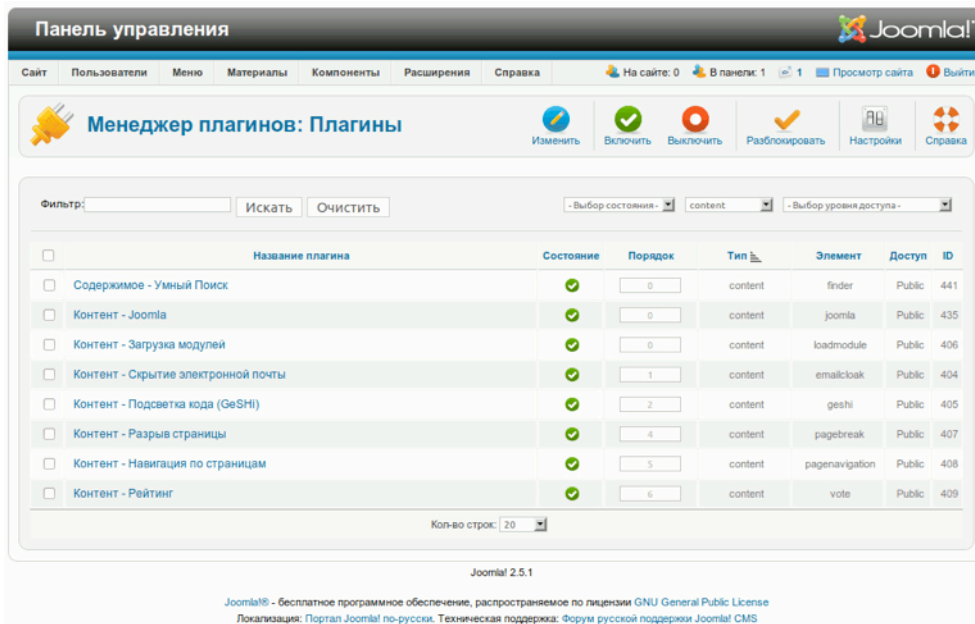 Панель управления
Joomla!
Сайт Пользователи Меню Материалы Компоненты Расширения Справка На сайте: 0 В панели: 1 1 Просмотр сайта Выйти
Менеджер плагинов: Плагины
Изменить Включить Выключить Разблокировать Настройки Справка
Фильтр: Искать Очистить - Выбор состояния - content - Выбор уровня доступа -
Название плагина Состояние Порядок Тип Элемент Доступ ID
Содержимое - Умный Поиск 0 content finder Public 441
Контент - Joomla 0 content joomla Public 435
Контент - Загрузка модулей 0 content loadmodule Public 406
Контент - Скрытие электронной почты 1 content emailcloak Public 404
Контент - Подсветка кода (GeSHi) 2 content geshi Public 405
Контент - Разрыв страницы 4 content pagebreak Public 407
Контент - Навигация по страницам 5 content pagenavigation Public 408
Контент - Рейтинг 6 content vote Public 409
Кол-во строк: 20
Joomla! 2.5.1
Joomla!® - бесплатное программное обеспечение, распространяемое по лицензии GNU General Public License
Локализация: Портал Joomla! по-русски. Техническая поддержка: Форум русской поддержки Joomla! CMS